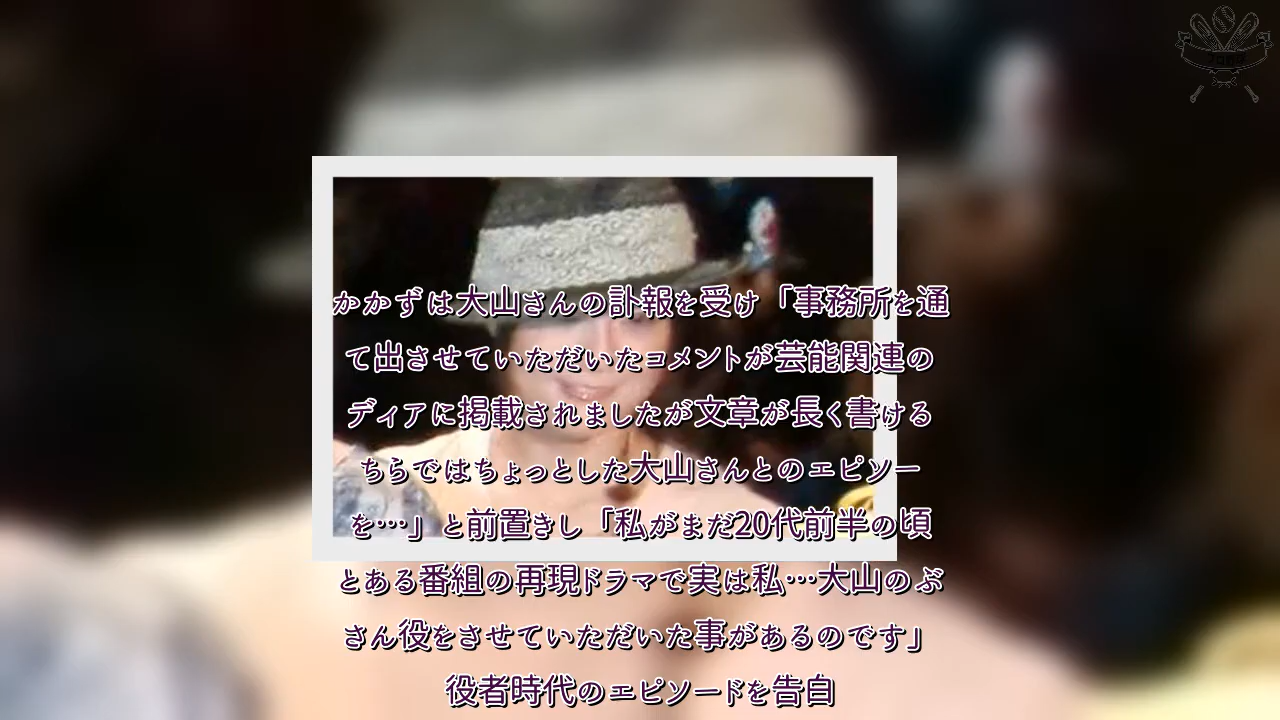 かかずは大山さんの訃報を受け「事務所を通
て出させていただいたコメントが芸能関連の
ディアに掲載されましたが文章が長く書ける
ちらではちょっとした大山さんとのエピソー
を…」と前置きし「私がまだ20代前半の頃
とある番組の再現ドラマで実は私…大山のぶ
さん役をさせていただいた事があるのです」
役者時代のエピソードを告白